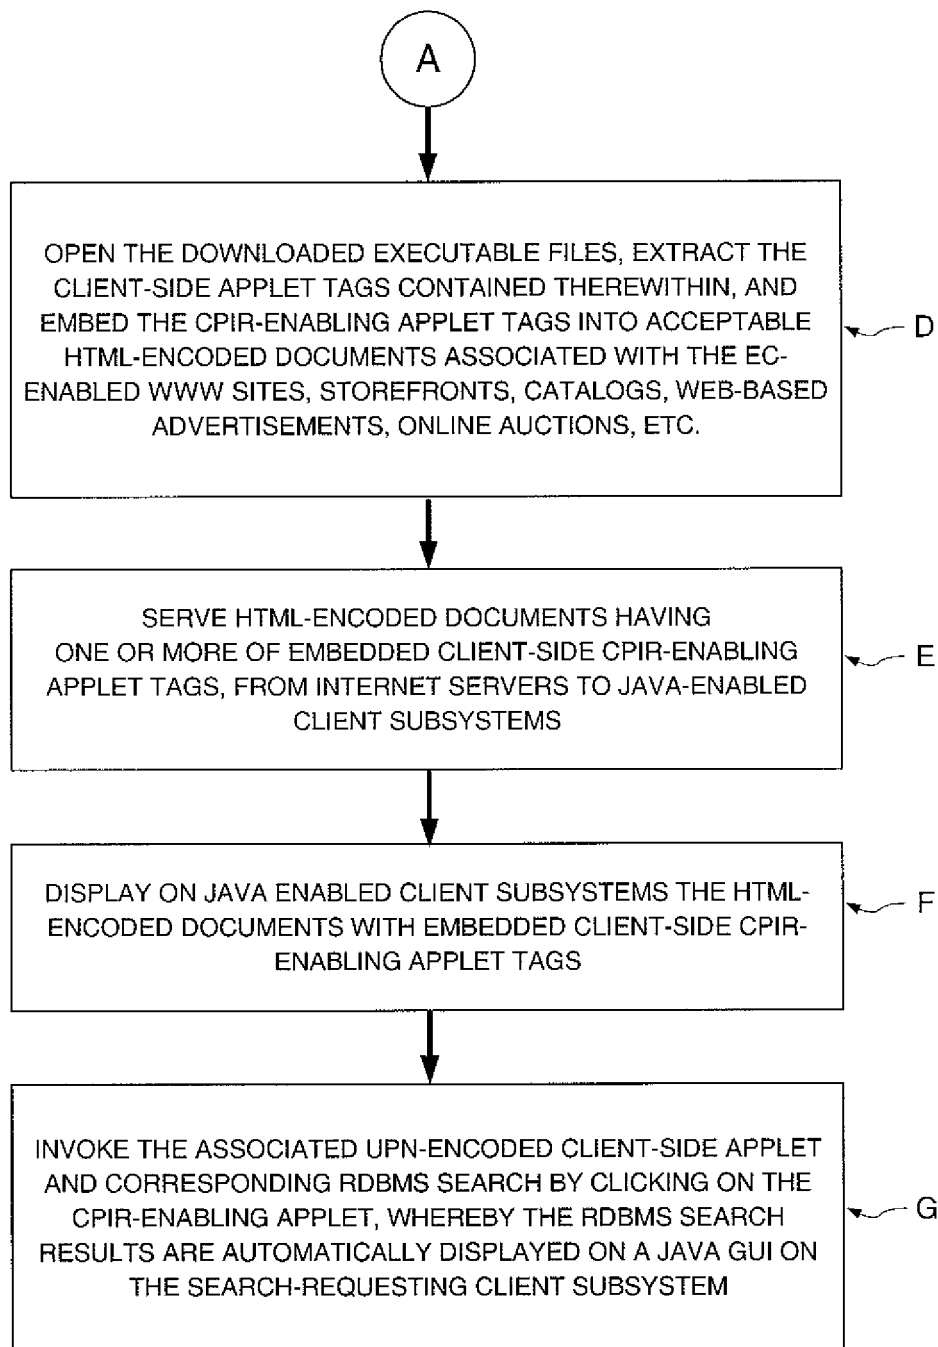 A
OPEN THE DOWNLOADED EXECUTABLE FILES, EXTRACT THE
CLIENT-SIDE APPLET TAGS CONTAINED THEREWITHIN, AND
EMBED THE CPIR-ENABLING APPLET TAGS INTO ACCEPTABLE
HTML-ENCODED DOCUMENTS ASSOCIATED WITH THE EC-
ENABLED WWW SITES, STOREFRONTS, CATALOGS, WEB-BASED
ADVERTISEMENTS, ONLINE AUCTIONS, ETC.
D
SERVE HTML-ENCODED DOCUMENTS HAVING
ONE OR MORE OF EMBEDDED CLIENT-SIDE CPIR-ENABLING
APPLET TAGS, FROM INTERNET SERVERS TO JAVA-ENABLED
CLIENT SUBSYSTEMS
E
DISPLAY ON JAVA ENABLED CLIENT SUBSYSTEMS THE HTML-
ENCODED DOCUMENTS WITH EMBEDDED CLIENT-SIDE CPIR-
ENABLING APPLET TAGS
F
INVOKE THE ASSOCIATED UPN-ENCODED CLIENT-SIDE APPLET
AND CORRESPONDING RDBMS SEARCH BY CLICKING ON THE
CPIR-ENABLING APPLET, WHEREBY THE RDBMS SEARCH
RESULTS ARE AUTOMATICALLY DISPLAYED ON A JAVA GUI ON
THE SEARCH-REQUESTING CLIENT SUBSYSTEM
G